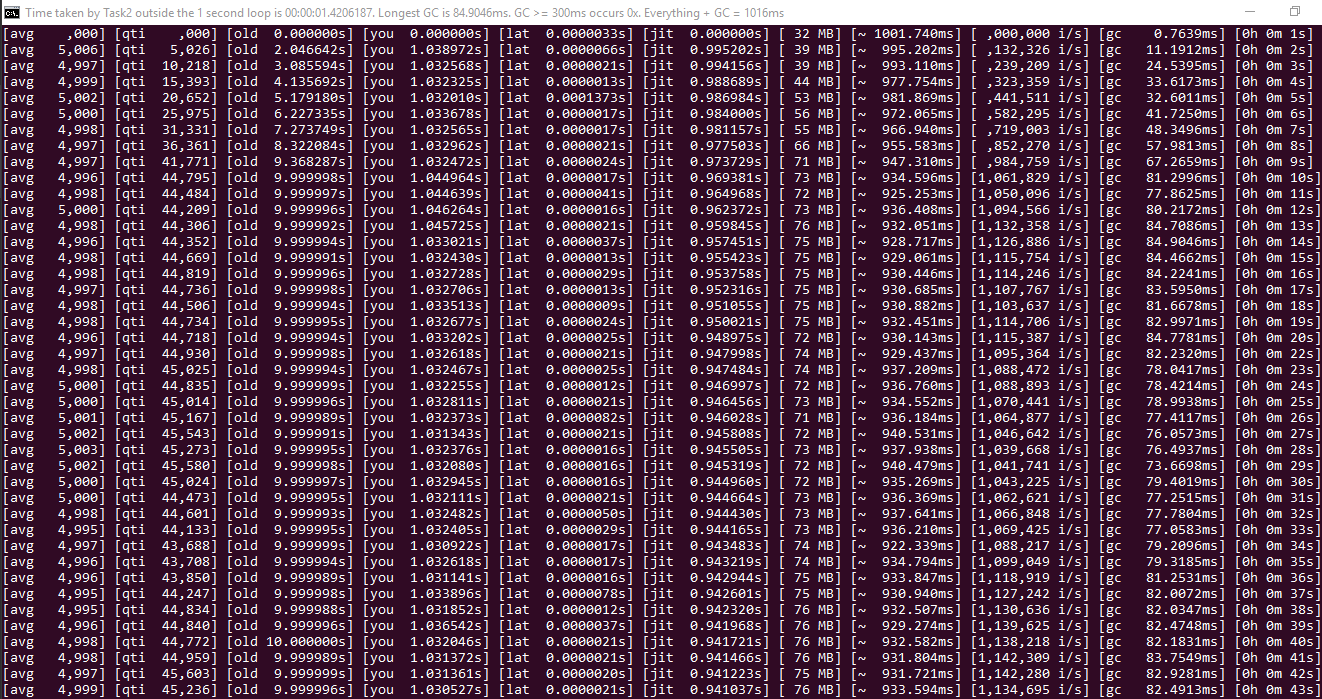 Time taken by Task2 outside the 1 second loop is 00:00:01.4206187. Longest GC is 84.9046ms. GC >= 300ms occurs 0x. Everything + GC = 1016ms
[avg   ,000] [qti   ,000] [old  0.000000s] [you  0.000000s] [lat  0.0000033s] [jit  0.000000s] [ 32 MB] [~ 1001.740ms] [ ,000,000 i/s] [gc    0.7639ms] [0h 0m 1s]
[avg   5,006] [qti   5,026] [old  2.046642s] [you  1.038972s] [lat  0.0000066s] [jit  0.995202s] [ 39 MB] [~  995.202ms] [ ,132,326 i/s] [gc   11.1912ms] [0h 0m 2s]
[avg   4,997] [qti  10,218] [old  3.085594s] [you  1.032568s] [lat  0.0000021s] [jit  0.994156s] [ 39 MB] [~  993.110ms] [ ,239,209 i/s] [gc   24.5395ms] [0h 0m 3s]
[avg   4,999] [qti  15,393] [old  4.135692s] [you  1.032325s] [lat  0.0000013s] [jit  0.988689s] [ 44 MB] [~  977.754ms] [ ,323,359 i/s] [gc   33.6173ms] [0h 0m 4s]
[avg   5,002] [qti  20,652] [old  5.179180s] [you  1.032010s] [lat  0.0001373s] [jit  0.986984s] [ 53 MB] [~  981.869ms] [ ,441,511 i/s] [gc   32.6011ms] [0h 0m 5s]
[avg   5,000] [qti  25,975] [old  6.227335s] [you  1.033678s] [lat  0.0000017s] [jit  0.984000s] [ 56 MB] [~  972.065ms] [ ,582,295 i/s] [gc   41.7250ms] [0h 0m 6s]
[avg   4,998] [qti  31,331] [old  7.273749s] [you  1.032565s] [lat  0.0000017s] [jit  0.981157s] [ 55 MB] [~  966.940ms] [ ,719,003 i/s] [gc   48.3496ms] [0h 0m 7s]
[avg   4,997] [qti  36,361] [old  8.322084s] [you  1.032962s] [lat  0.0000021s] [jit  0.977503s] [ 66 MB] [~  955.583ms] [ ,852,270 i/s] [gc   57.9813ms] [0h 0m 8s]
[avg   4,997] [qti  41,771] [old  9.368287s] [you  1.032472s] [lat  0.0000024s] [jit  0.973729s] [ 71 MB] [~  947.310ms] [ ,984,759 i/s] [gc   67.2659ms] [0h 0m 9s]
[avg   4,996] [qti  44,795] [old  9.999998s] [you  1.044964s] [lat  0.0000017s] [jit  0.969381s] [ 73 MB] [~  934.596ms] [1,061,829 i/s] [gc   81.2996ms] [0h 0m 10s]
[avg   4,998] [qti  44,484] [old  9.999997s] [you  1.044639s] [lat  0.0000041s] [jit  0.964968s] [ 72 MB] [~  925.253ms] [1,050,096 i/s] [gc   77.8625ms] [0h 0m 11s]
[avg   5,000] [qti  44,209] [old  9.999996s] [you  1.046264s] [lat  0.0000016s] [jit  0.962372s] [ 73 MB] [~  936.408ms] [1,094,566 i/s] [gc   80.2172ms] [0h 0m 12s]
[avg   4,998] [qti  44,306] [old  9.999992s] [you  1.045725s] [lat  0.0000016s] [jit  0.959845s] [ 76 MB] [~  932.051ms] [1,132,358 i/s] [gc   84.7086ms] [0h 0m 13s]
[avg   4,996] [qti  44,352] [old  9.999994s] [you  1.033021s] [lat  0.0000037s] [jit  0.957451s] [ 75 MB] [~  928.717ms] [1,126,886 i/s] [gc   84.9046ms] [0h 0m 14s]
[avg   4,998] [qti  44,669] [old  9.999991s] [you  1.032430s] [lat  0.0000013s] [jit  0.955423s] [ 75 MB] [~  929.061ms] [1,115,754 i/s] [gc   84.4662ms] [0h 0m 15s]
[avg   4,998] [qti  44,819] [old  9.999996s] [you  1.032728s] [lat  0.0000029s] [jit  0.953758s] [ 75 MB] [~  930.446ms] [1,114,246 i/s] [gc   84.2241ms] [0h 0m 16s]
[avg   4,997] [qti  44,736] [old  9.999998s] [you  1.032706s] [lat  0.0000013s] [jit  0.952316s] [ 75 MB] [~  930.685ms] [1,107,767 i/s] [gc   83.5950ms] [0h 0m 17s]
[avg   4,998] [qti  44,506] [old  9.999994s] [you  1.033513s] [lat  0.0000009s] [jit  0.951055s] [ 75 MB] [~  930.882ms] [1,103,637 i/s] [gc   81.6678ms] [0h 0m 18s]
[avg   4,998] [qti  44,734] [old  9.999995s] [you  1.032677s] [lat  0.0000024s] [jit  0.950021s] [ 75 MB] [~  932.451ms] [1,114,706 i/s] [gc   82.9971ms] [0h 0m 19s]
[avg   4,996] [qti  44,718] [old  9.999994s] [you  1.033202s] [lat  0.0000025s] [jit  0.948975s] [ 72 MB] [~  930.143ms] [1,115,387 i/s] [gc   84.7781ms] [0h 0m 20s]
[avg   4,997] [qti  44,930] [old  9.999998s] [you  1.032618s] [lat  0.0000021s] [jit  0.947998s] [ 74 MB] [~  929.437ms] [1,095,364 i/s] [gc   82.2320ms] [0h 0m 22s]
[avg   4,998] [qti  45,025] [old  9.999994s] [you  1.032467s] [lat  0.0000025s] [jit  0.947484s] [ 74 MB] [~  937.209ms] [1,088,472 i/s] [gc   78.0417ms] [0h 0m 23s]
[avg   5,000] [qti  44,835] [old  9.999998s] [you  1.032255s] [lat  0.0000012s] [jit  0.946997s] [ 72 MB] [~  936.760ms] [1,088,893 i/s] [gc   78.4214ms] [0h 0m 24s]
[avg   5,000] [qti  45,014] [old  9.999996s] [you  1.032811s] [lat  0.0000021s] [jit  0.946456s] [ 73 MB] [~  934.552ms] [1,070,441 i/s] [gc   78.9938ms] [0h 0m 25s]
[avg   5,001] [qti  45,167] [old  9.999989s] [you  1.032373s] [lat  0.0000082s] [jit  0.946028s] [ 71 MB] [~  936.184ms] [1,064,877 i/s] [gc   77.4117ms] [0h 0m 26s]
[avg   5,002] [qti  45,543] [old  9.999991s] [you  1.031343s] [lat  0.0000021s] [jit  0.945808s] [ 72 MB] [~  940.531ms] [1,046,642 i/s] [gc   76.0573ms] [0h 0m 27s]
[avg   5,003] [qti  45,273] [old  9.999995s] [you  1.032376s] [lat  0.0000016s] [jit  0.945505s] [ 73 MB] [~  937.938ms] [1,039,668 i/s] [gc   76.4937ms] [0h 0m 28s]
[avg   5,002] [qti  45,580] [old  9.999998s] [you  1.032080s] [lat  0.0000016s] [jit  0.945319s] [ 72 MB] [~  940.479ms] [1,041,741 i/s] [gc   73.6698ms] [0h 0m 29s]
[avg   5,000] [qti  45,024] [old  9.999997s] [you  1.032945s] [lat  0.0000016s] [jit  0.944960s] [ 72 MB] [~  935.269ms] [1,043,225 i/s] [gc   79.4019ms] [0h 0m 30s]
[avg   5,000] [qti  44,473] [old  9.999995s] [you  1.032111s] [lat  0.0000021s] [jit  0.944664s] [ 73 MB] [~  936.369ms] [1,062,621 i/s] [gc   77.2515ms] [0h 0m 31s]
[avg   4,998] [qti  44,601] [old  9.999993s] [you  1.032482s] [lat  0.0000050s] [jit  0.944430s] [ 73 MB] [~  937.641ms] [1,066,848 i/s] [gc   77.7804ms] [0h 0m 32s]
[avg   4,995] [qti  44,133] [old  9.999995s] [you  1.032405s] [lat  0.0000029s] [jit  0.944165s] [ 73 MB] [~  936.210ms] [1,069,425 i/s] [gc   77.0583ms] [0h 0m 33s]
[avg   4,997] [qti  43,688] [old  9.999999s] [you  1.030922s] [lat  0.0000017s] [jit  0.943483s] [ 74 MB] [~  922.339ms] [1,088,217 i/s] [gc   79.2096ms] [0h 0m 34s]
[avg   4,996] [qti  43,708] [old  9.999994s] [you  1.032618s] [lat  0.0000017s] [jit  0.943219s] [ 74 MB] [~  934.794ms] [1,099,049 i/s] [gc   79.3185ms] [0h 0m 35s]
[avg   4,996] [qti  43,850] [old  9.999989s] [you  1.031141s] [lat  0.0000016s] [jit  0.942944s] [ 75 MB] [~  933.847ms] [1,118,919 i/s] [gc   81.2531ms] [0h 0m 36s]
[avg   4,995] [qti  44,247] [old  9.999999s] [you  1.033896s] [lat  0.0000078s] [jit  0.942601s] [ 75 MB] [~  930.940ms] [1,127,242 i/s] [gc   82.0072ms] [0h 0m 37s]
[avg   4,995] [qti  44,834] [old  9.999988s] [you  1.031852s] [lat  0.0000012s] [jit  0.942320s] [ 76 MB] [~  932.507ms] [1,130,636 i/s] [gc   82.0347ms] [0h 0m 38s]
[avg   4,996] [qti  44,840] [old  9.999996s] [you  1.036542s] [lat  0.0000037s] [jit  0.941968s] [ 76 MB] [~  929.274ms] [1,139,625 i/s] [gc   82.4748ms] [0h 0m 39s]
[avg   4,998] [qti  44,772] [old 10.000000s] [you  1.032046s] [lat  0.0000021s] [jit  0.941721s] [ 76 MB] [~  932.582ms] [1,138,218 i/s] [gc   82.1831ms] [0h 0m 40s]
[avg   4,998] [qti  44,959] [old  9.999989s] [you  1.031372s] [lat  0.0000021s] [jit  0.941466s] [ 76 MB] [~  931.804ms] [1,142,309 i/s] [gc   83.7549ms] [0h 0m 41s]
[avg   4,997] [qti  45,603] [old  9.999999s] [you  1.031361s] [lat  0.0000020s] [jit  0.941223s] [ 75 MB] [~  931.721ms] [1,142,280 i/s] [gc   82.9281ms] [0h 0m 42s]
[avg   4,999] [qti  45,236] [old  9.999996s] [you  1.030527s] [lat  0.0000021s] [jit  0.941037s] [ 76 MB] [~  933.594ms] [1,134,695 i/s] [gc   82.4913ms] [0h 0m 43s]